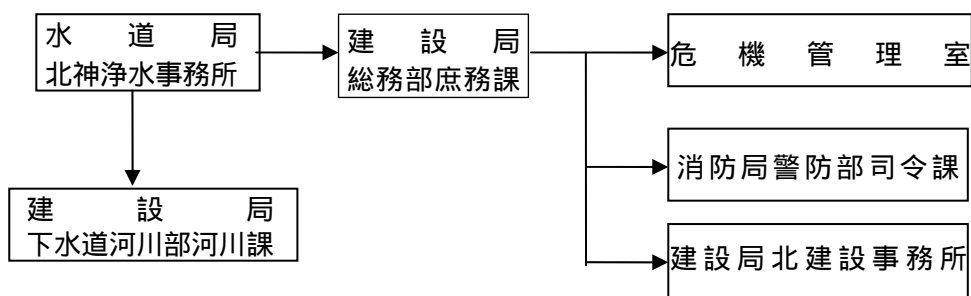 水道局
北神浄水事務所
建設局
総務部庶務課
危機管理室
消防局警防部司令課
建設局北建設事務所
建設局
下水道河川部河川課